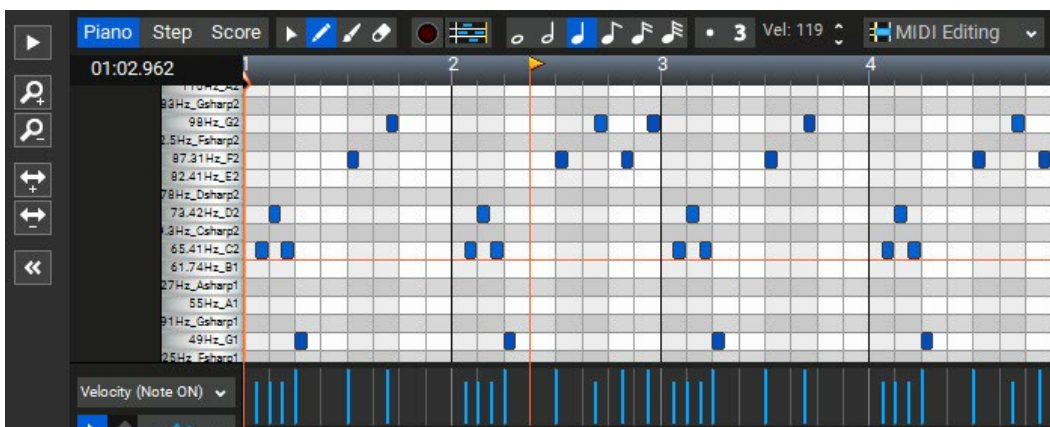 Piano Step Score 3 Vel: 119 MIDI Editing
01:02.962 1 2 3 4
93Hz_Gsharp2
98Hz_G2
2.5Hz_Fsharp2
87.31Hz_F2
82.41Hz_E2
78Hz_Dsharp2
73.42Hz_D2
.3Hz_Csharp2
65.41Hz_C2
61.74Hz_B1
27Hz_Asharp1
55Hz_A1
91Hz_Gsharp1
49Hz_G1
25Hz_Fsharp1
Velocity (Note ON)